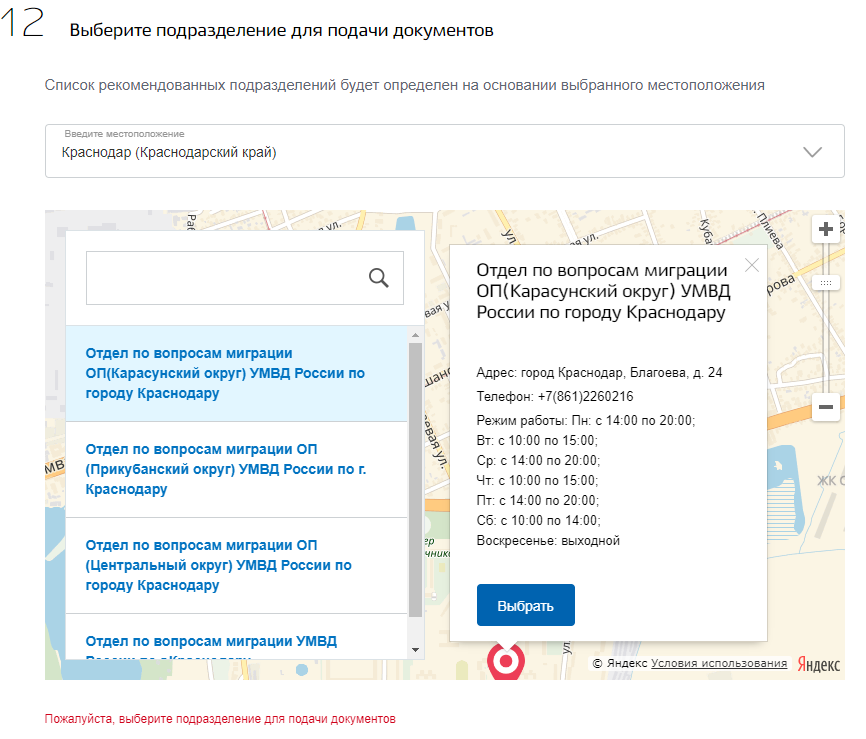 12
Выберите подразделение для подачи документов
Список рекомендованных подразделений будет определен на основании выбранного местоположения
Введите местоположение
Краснодар (Краснодарский край)
Отдел по вопросам миграции
ОП(Карасунский округ) УМВД России по
городу Краснодару
Отдел по вопросам миграции ОП
(Прикубанский округ) УМВД России по г.
Краснодару
Отдел по вопросам миграции ОП
(Центральный округ) УМВД России по
городу Краснодару
Отдел по вопросам миграции УМВД
Отдел по вопросам миграции
ОП(Карасунский округ) УМВД
России по городу Краснодару
Адрес: город Краснодар, Благоева, д. 24
Телефон: +7(861)2260216
Режим работы: Пн: с 14:00 по 20:00;
Вт: с 10:00 по 15:00;
Ср: с 14:00 по 20:00;
Чт: с 10:00 по 15:00;
Пт: с 14:00 по 20:00;
Сб: с 10:00 по 14:00;
Воскресенье: выходной
Выбрать
ул.
ул.
Плиева
ЖК
© Яндекс Условия использования
Яндекс
Пожалуйста, выберите подразделение для подачи документов